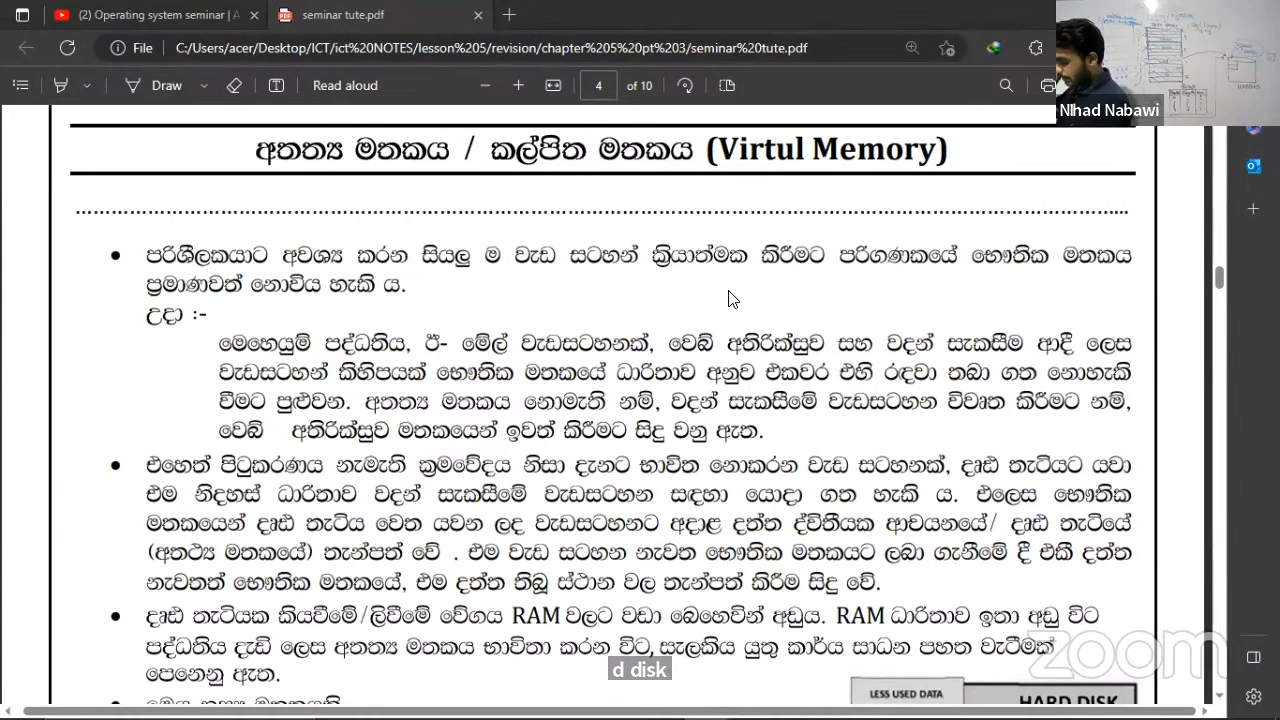 (2) Operating system seminar | A
seminar tute.pdf
File
C:/Users/acer/Desktop/ICT/ict%20NOTES/lesson%205/revision/chapter%205%20pt%203/seminar%20tute.pdf
Draw
Read aloud
4
of 10
NIhad Nabawi
අතත්‍ය මතකය / කල්පිත මතකය (Virtul Memory)
පරිශීලකයාට අවශ්‍ය කරන සියලු ම වැඩ සටහන් ක්‍රියාත්මක කිරීමට පරිගණකයේ භෞතික මතකය
ප්‍රමාණවත් නොවිය හැකි ය.
උදා :-
මෙහෙයුම් පද්ධතිය, ඊ- මේල් වැඩසටහනක්, වෙබ් අතිරික්සුව සහ වදන් සැකසීම ආදී ලෙස
වැඩසටහන් කිහිපයක් භෞතික මතකයේ ධාරිතාව අනුව එකවර එහි රඳවා තබා ගත නොහැකි
වීමට පුළුවන. අතත්‍ය මතකය නොමැති නම්, වදන් සැකසීමේ වැඩසටහන විවෘත කිරීමට නම්,
වෙබ් අතිරික්සුව මතකයෙන් ඉවත් කිරීමට සිදු වනු ඇත.
එහෙත් පිටුකරණය නැමැති ක්‍රමවේදය නිසා දැනට භාවිත නොකරන වැඩ සටහනක්, දෘඪ තැටියට යවා
එම නිදහස් ධාරිතාව වදන් සැකසීමේ වැඩසටහන සඳහා යොදා ගත හැකි ය. එලෙස භෞතික
මතකයෙන් දෘඪ තැටිය වෙත යවන ලද වැඩසටහනට අදාළ දත්ත ද්විතීයක ආචයනයේ/ දෘඪ තැටියේ
(අතථ්‍ය මතකයේ) තැන්පත් වේ . එම වැඩ සටහන නැවත භෞතික මතකයට ලබා ගැනීමේ දී එකී දත්ත
නැවතත් භෞතික මතකයේ, එම දත්ත තිබූ ස්ථාන වල තැන්පත් කිරීම සිදු වේ.
දෘඪ තැටියක කියවීමේ/ලිවීමේ වේගය RAM වලට වඩා බෙහෙවින් අඩුය. RAM ධාරිතාව ඉතා අඩු විට
පද්ධතිය දැඩි ලෙස අතත්‍ය මතකය භාවිතා කරන විට, සැලකිය යුතු කාර්ය සාධන පහත වැටීමක්
පෙනෙනු ඇත.
zoom
d disk
LESS USED DATA
HARD DISK